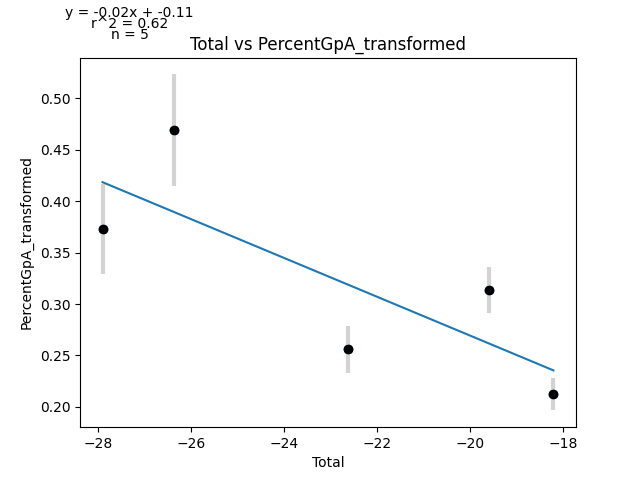 y = -0.02x + -0.11
r^2 = 0.62
n = 5
Total vs PercentGpA_transformed
PercentGpA_transformed
0.50
0.45
0.40
0.35
0.30
0.25
0.20
−28 −26 −24 −22 −20 −18
Total